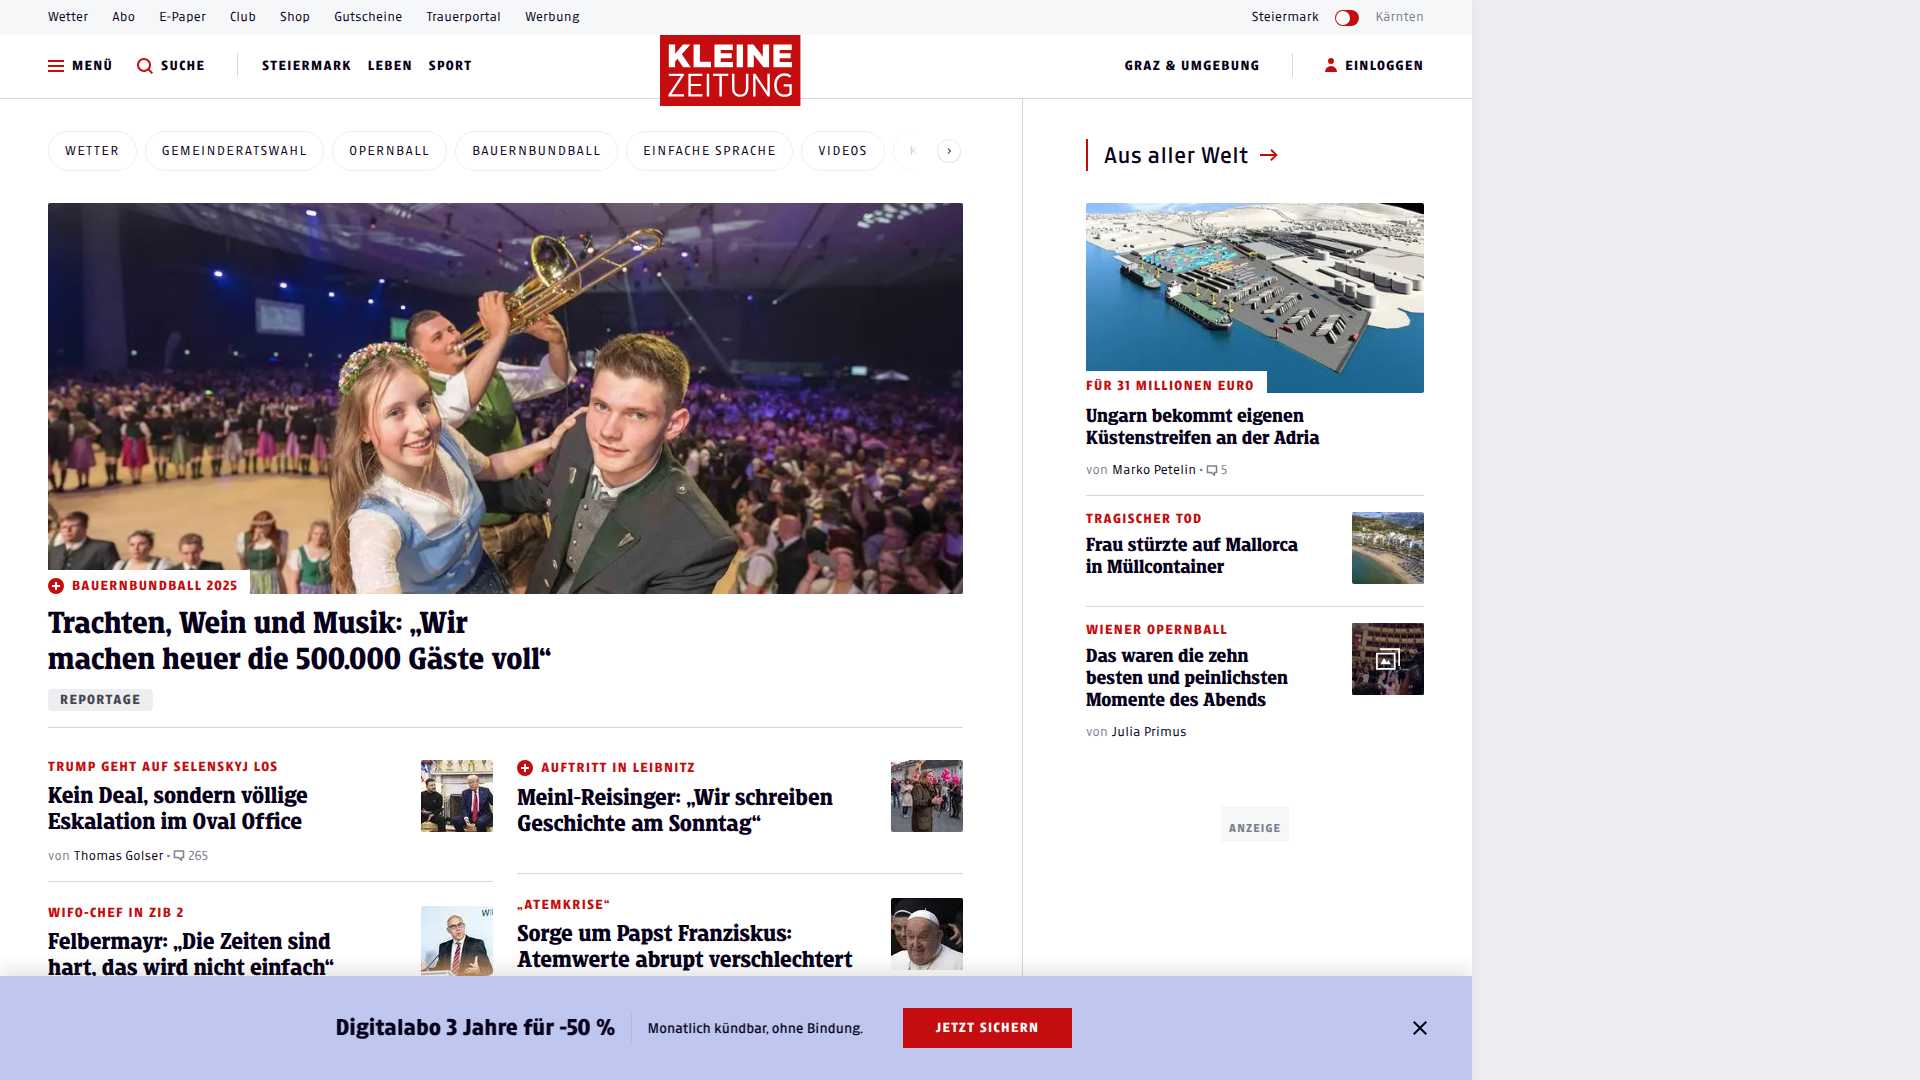 Wetter Abo E-Paper Club Shop Gutscheine Trauerportal Werbung
Steiermark Kärnten
MENÜ SUCHE STEIERMARK LEBEN SPORT
KLEINE
ZEITUNG
GRAZ & UMGEBUNG EINLOGGEN
WETTER GEMEINDERATSWAHL OPERNBALL BAUERNBUNDBALL EINFACHE SPRACHE VIDEOS K
BAUERNBUNDBALL 2025
Trachten, Wein und Musik: „Wir
machen heuer die 500.000 Gäste voll“
REPORTAGE
TRUMP GEHT AUF SELENSKYJ LOS
Kein Deal, sondern völlige
Eskalation im Oval Office
von Thomas Golser · 265
WIFO-CHEF IN ZIB 2
Felbermayr: „Die Zeiten sind
hart, das wird nicht einfach“
AUFTRITT IN LEIBNITZ
Meinl-Reisinger: „Wir schreiben
Geschichte am Sonntag“
„ATEMKRISE“
Sorge um Papst Franziskus:
Atemwerte abrupt verschlechtert
Aus aller Welt
FÜR 31 MILLIONEN EURO
Ungarn bekommt eigenen
Küstenstreifen an der Adria
von Marko Petelin · 5
TRAGISCHER TOD
Frau stürzte auf Mallorca
in Müllcontainer
WIENER OPERNBALL
Das waren die zehn
besten und peinlichsten
Momente des Abends
von Julia Primus
ANZEIGE
Digitalabo 3 Jahre für -50 %
Monatlich kündbar, ohne Bindung.
JETZT SICHERN